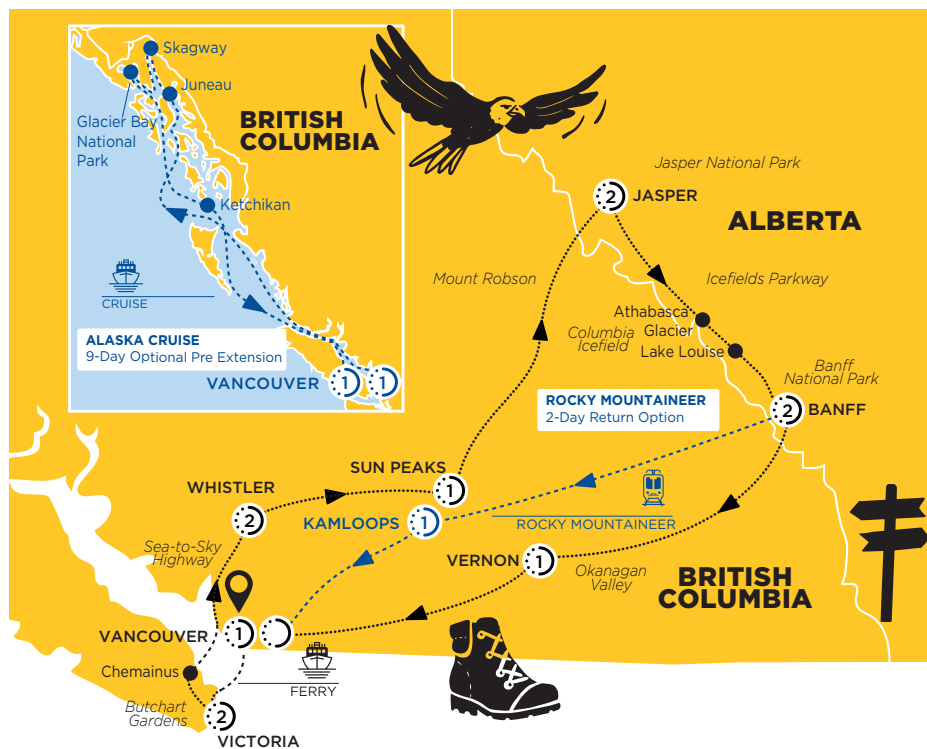 Skagway
Juneau
Glacier Bay
National
Park
BRITISH
COLUMBIA
Ketchikan
CRUISE
ALASKA CRUISE
9-Day Optional Pre Extension
VANCOUVER
1
1
Jasper National Park
2
JASPER
ALBERTA
Mount Robson
Icefields Parkway
Athabasca
Glacier
Columbia
Icefield
Lake Louise
Banff
National Park
ROCKY MOUNTAINEER
2-Day Return Option
2
BANFF
SUN PEAKS
1
WHISTLER
2
KAMLOOPS
1
ROCKY MOUNTAINEER
Sea-to-Sky
Highway
VERNON
1
Okanagan
Valley
BRITISH
COLUMBIA
VANCOUVER
1
Chemainus
FERRY
Butchart
Gardens
2
VICTORIA